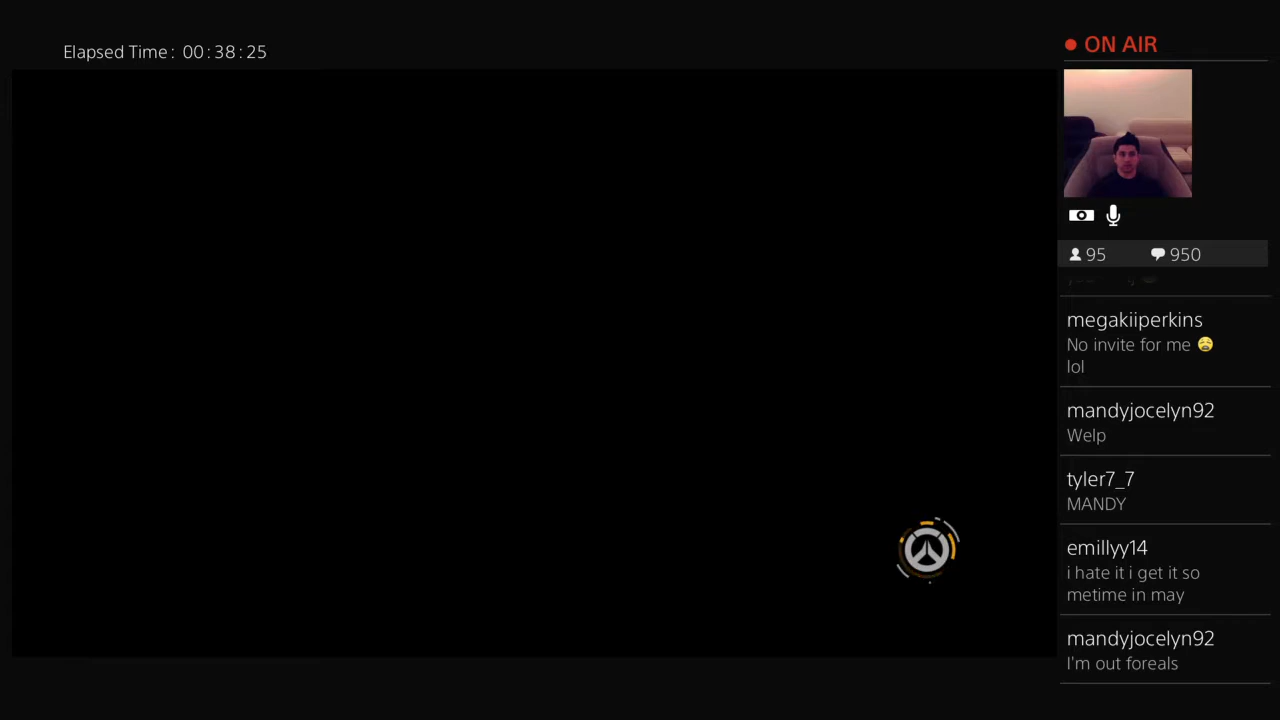 Elapsed Time: 00:38:25
ON AIR
95
950
megakiiperkins
No invite for me 😩
lol
mandyjocelyn92
Welp
tyler7_7
MANDY
emillyy14
i hate it i get it so
metime in may
mandyjocelyn92
I'm out foreals